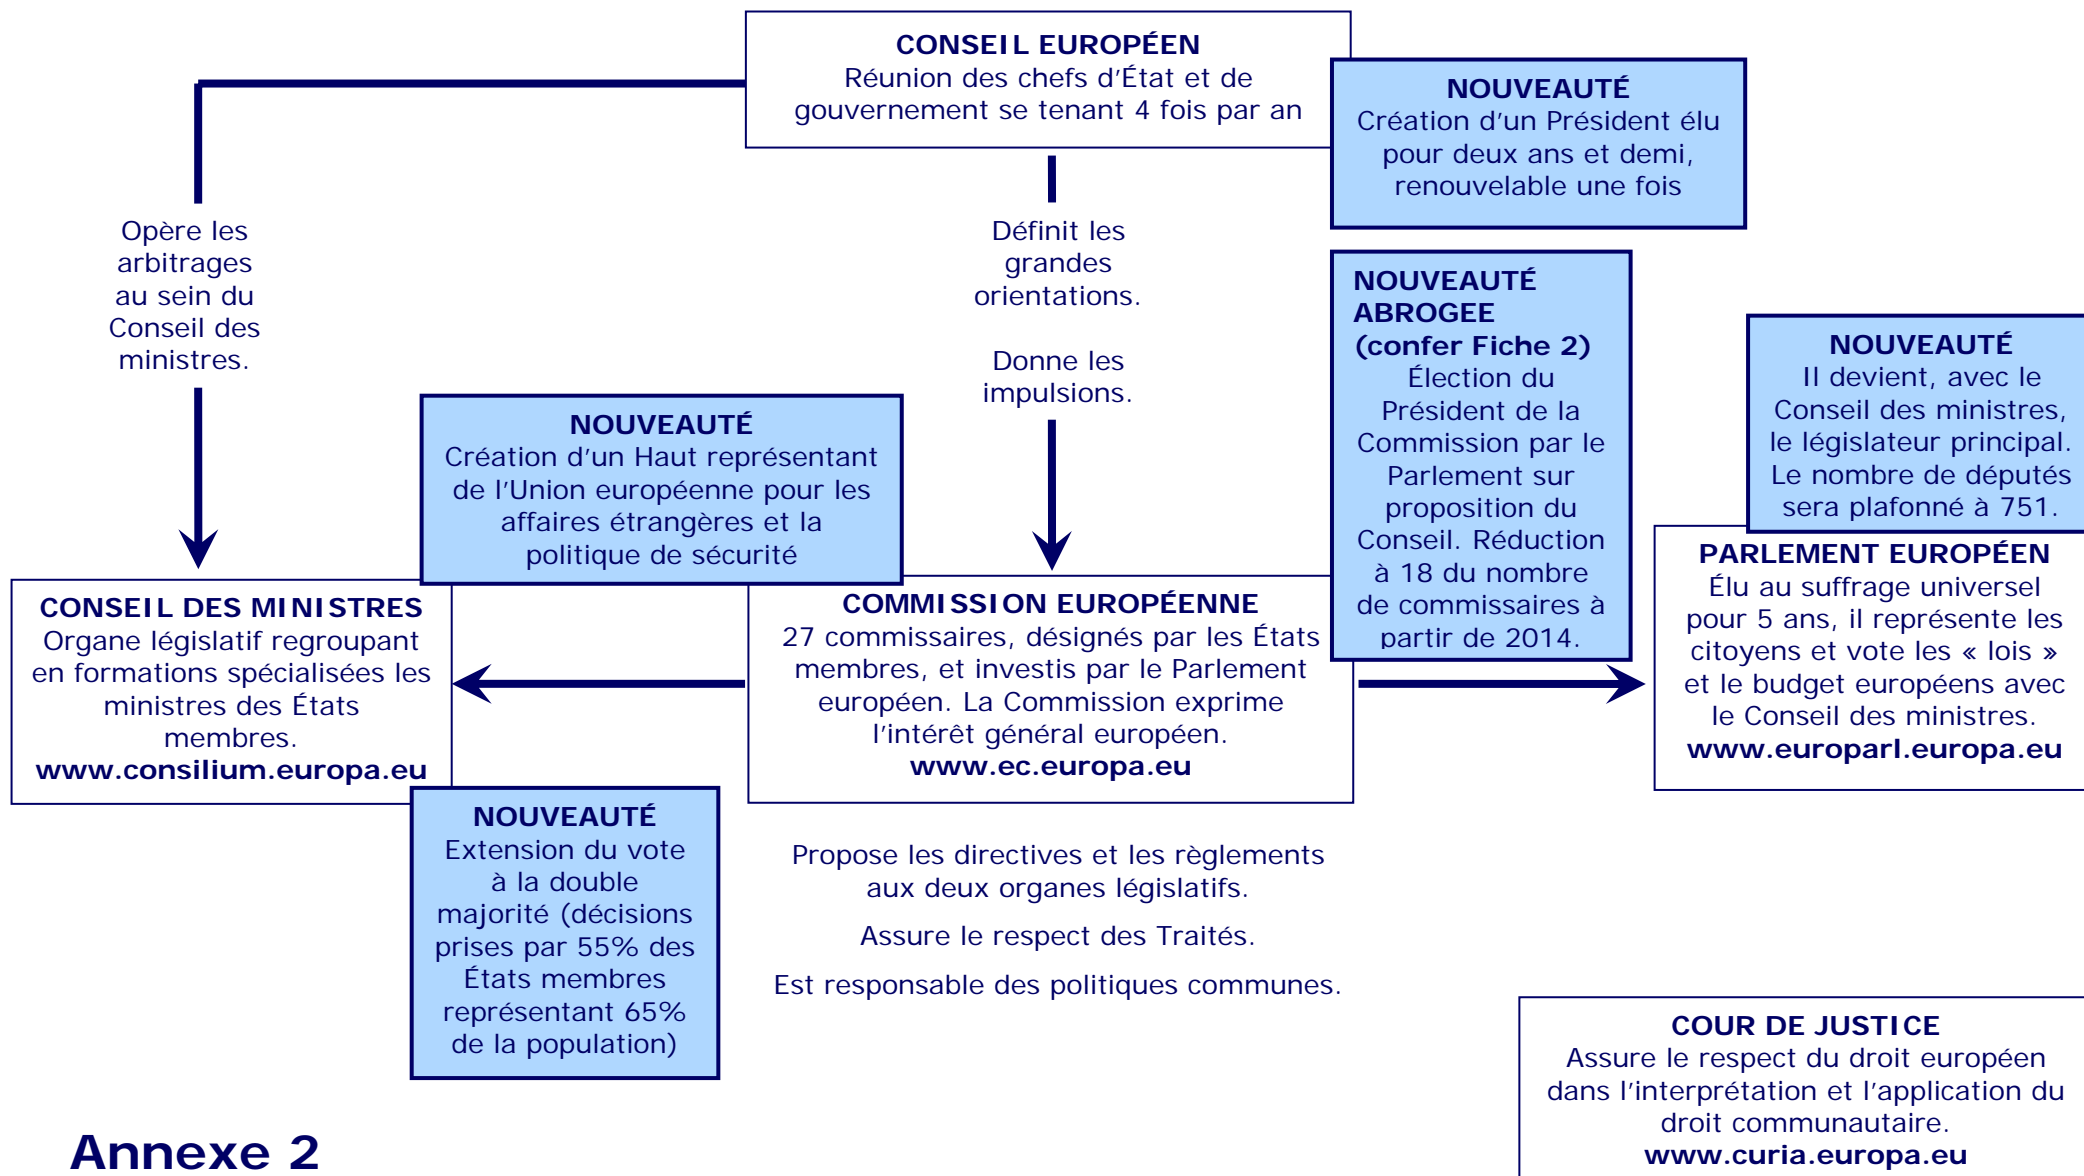 CONSEIL EUROPÉEN
Réunion des chefs d'État et de
gouvernement se tenant 4 fois par an
NOUVEAUTÉ
Création d'un Président élu
pour deux ans et demi,
renouvelable une fois
Opère les
arbitrages
au sein du
Conseil des
ministres.
Définit les
grandes
orientations.
Donne les
impulsions.
NOUVEAUTÉ
ABROGEE
(confer Fiche 2)
Élection du
Président de la
Commission par le
Parlement sur
proposition du
Conseil. Réduction
à 18 du nombre
de commissaires à
partir de 2014.
NOUVEAUTÉ
Il devient, avec le
Conseil des ministres,
le législateur principal.
Le nombre de députés
sera plafonné à 751.
NOUVEAUTÉ
Création d'un Haut représentant
de l'Union européenne pour les
affaires étrangères et la
politique de sécurité
CONSEIL DES MINISTRES
Organe législatif regroupant
en formations spécialisées les
ministres des États
membres.
www.consilium.europa.eu
COMMISSION EUROPÉENNE
27 commissaires, désignés par les États
membres, et investis par le Parlement
européen. La Commission exprime
l'intérêt général européen.
www.ec.europa.eu
PARLEMENT EUROPÉEN
Élu au suffrage universel
pour 5 ans, il représente les
citoyens et vote les « lois »
et le budget européens avec
le Conseil des ministres.
www.europarl.europa.eu
NOUVEAUTÉ
Extension du vote
à la double
majorité (décisions
prises par 55% des
États membres
représentant 65%
de la population)
Propose les directives et les règlements
aux deux organes législatifs.
Assure le respect des Traités.
Est responsable des politiques communes.
COUR DE JUSTICE
Assure le respect du droit européen
dans l'interprétation et l'application du
droit communautaire.
www.curia.europa.eu
Annexe 2